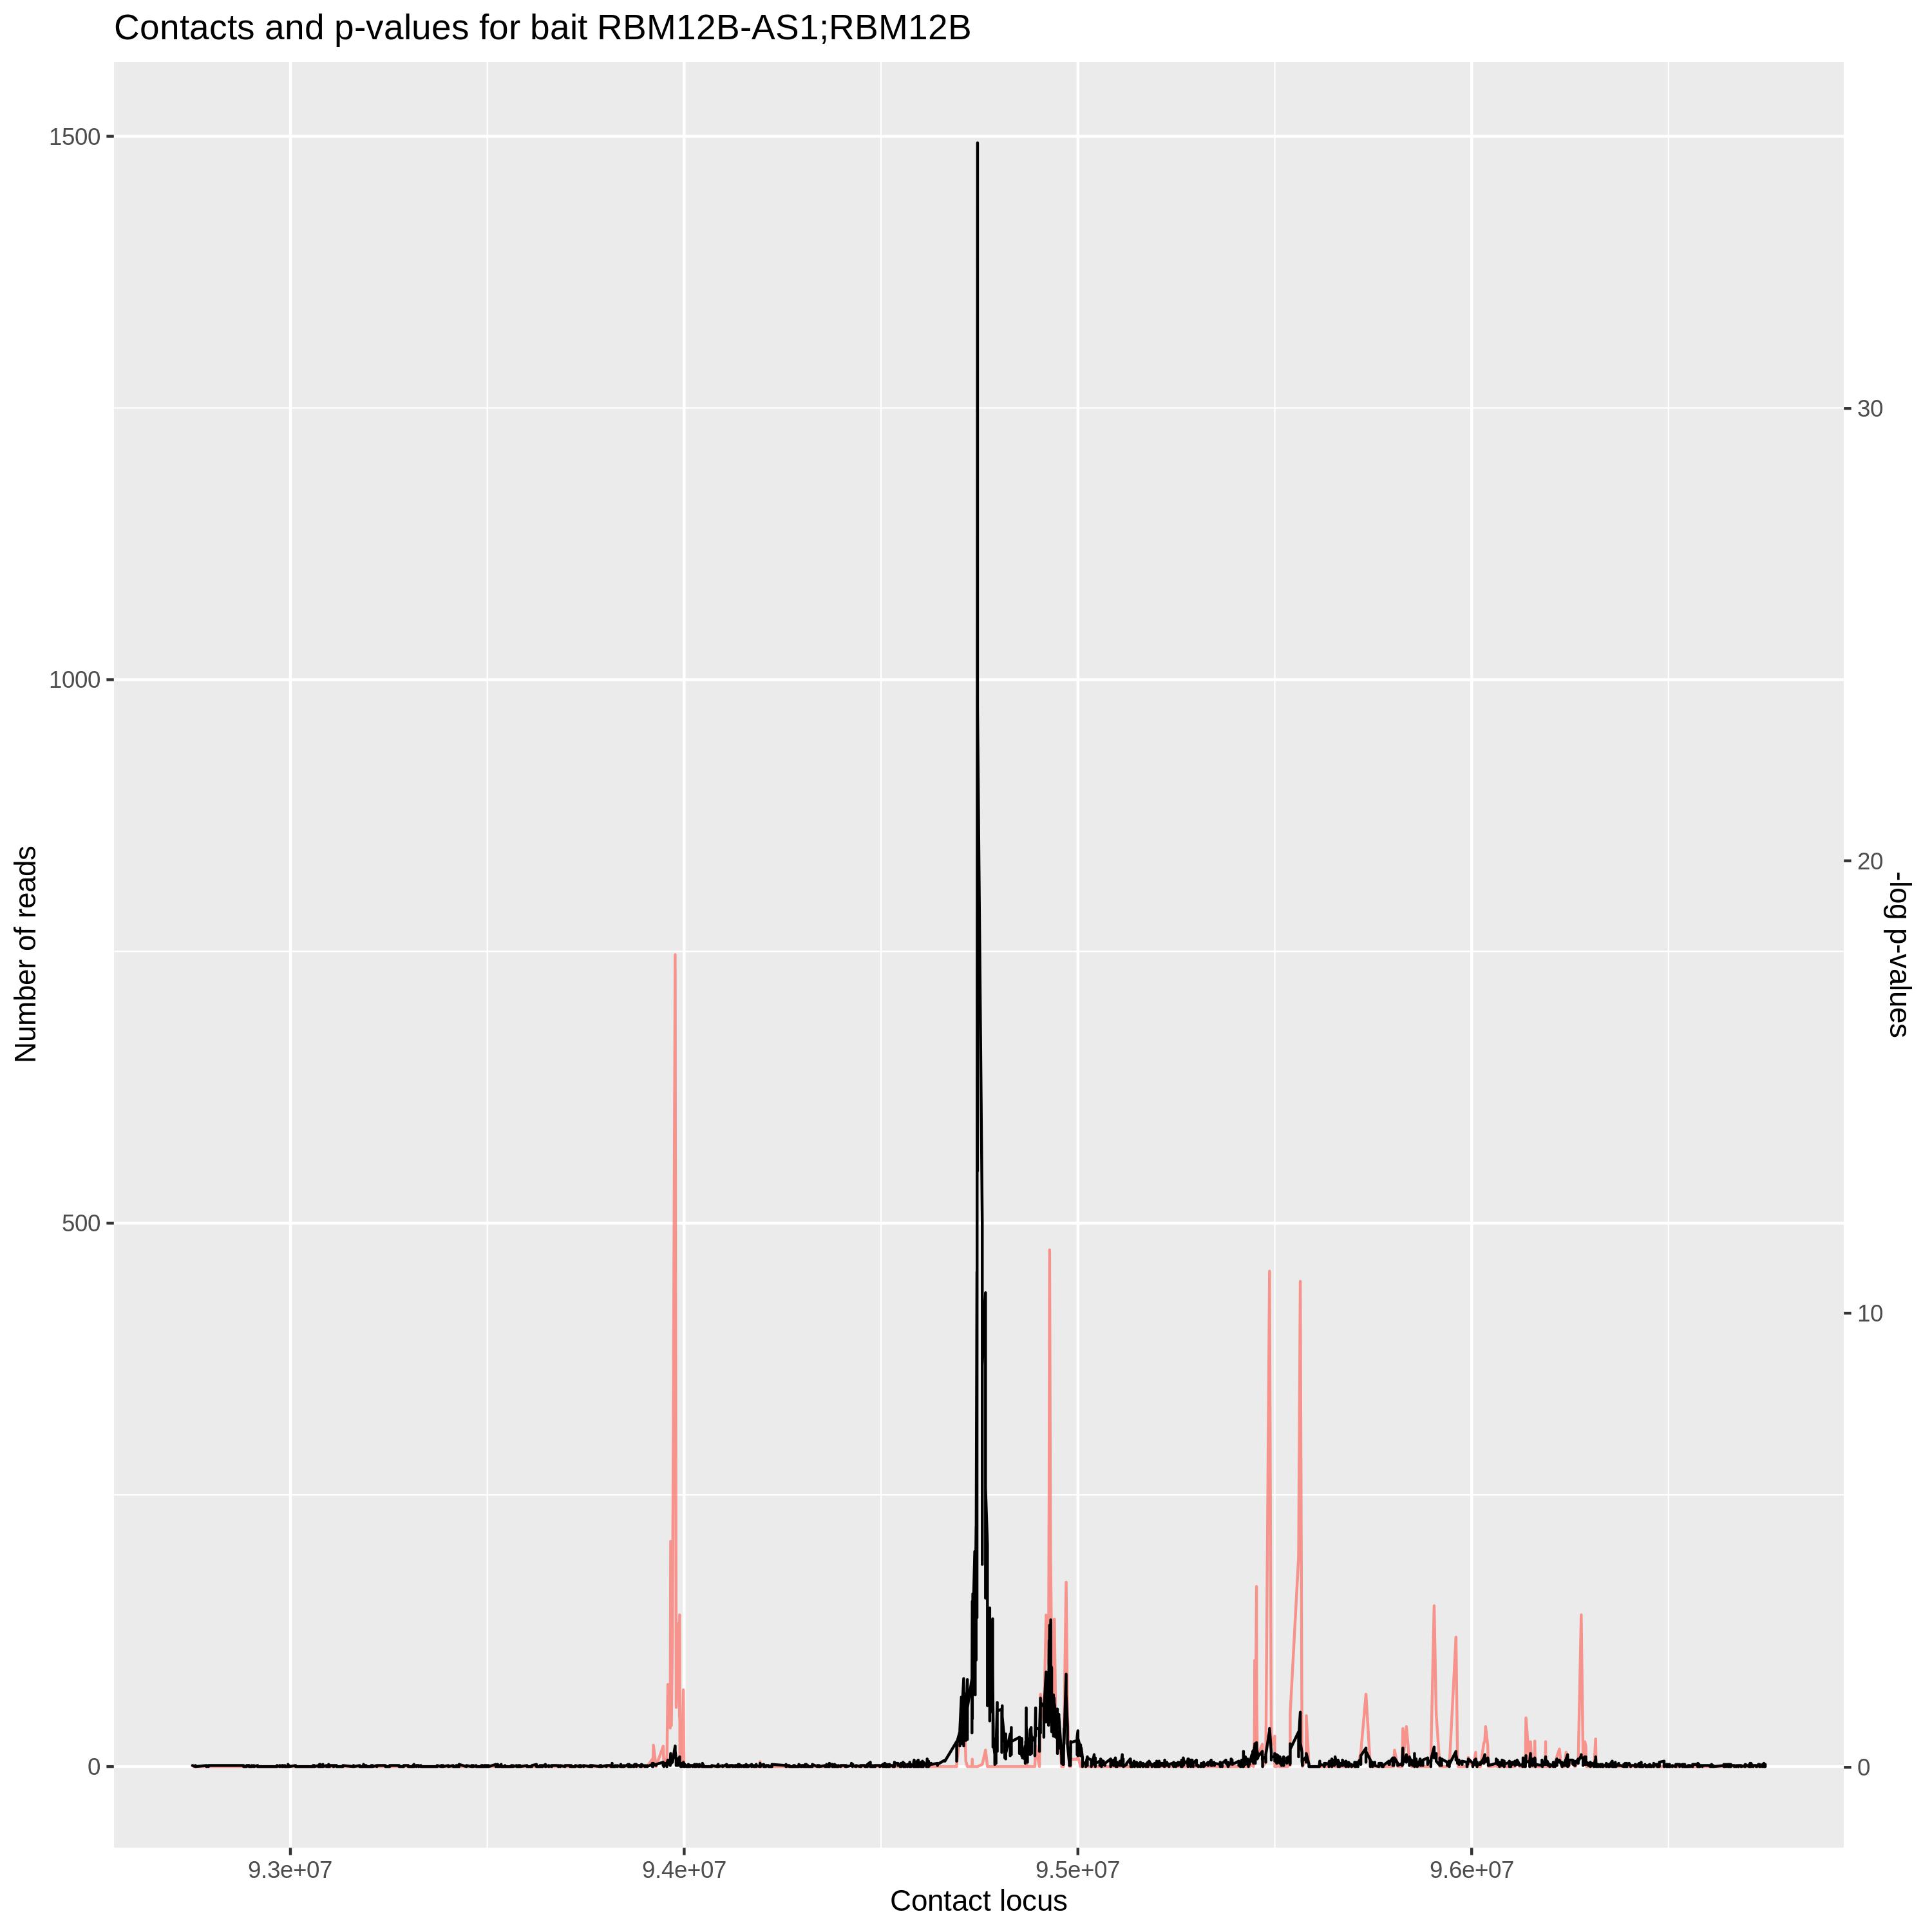 Contacts and p-values for bait RBM12B-AS1;RBM12B
1500
1000
500
0
Number of reads
30
20
10
0
-log p-values
9.3e+07
9.4e+07
9.5e+07
9.6e+07
Contact locus